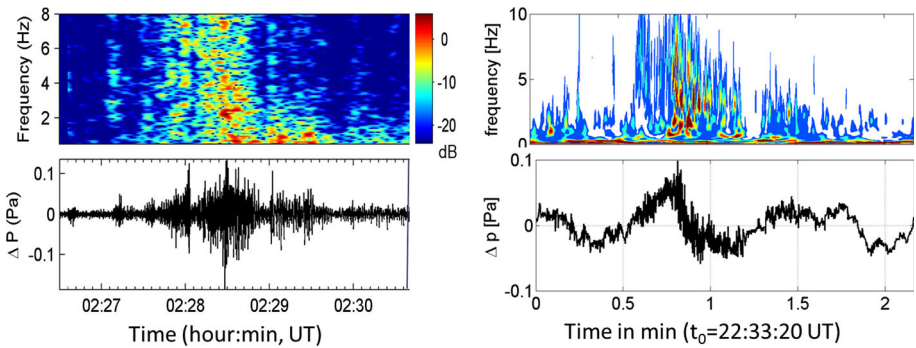 8
6
4
2
Frequency (Hz)
0
-10
-20
dB
0.1
0
-0.1
Δ P (Pa)
02:27 02:28 02:29 02:30
Time (hour:min, UT)
10
5
0
frequency [Hz]
0.1
0
-0.1
Δ p [Pa]
0 0.5 1 1.5 2
Time in min (t₀=22:33:20 UT)